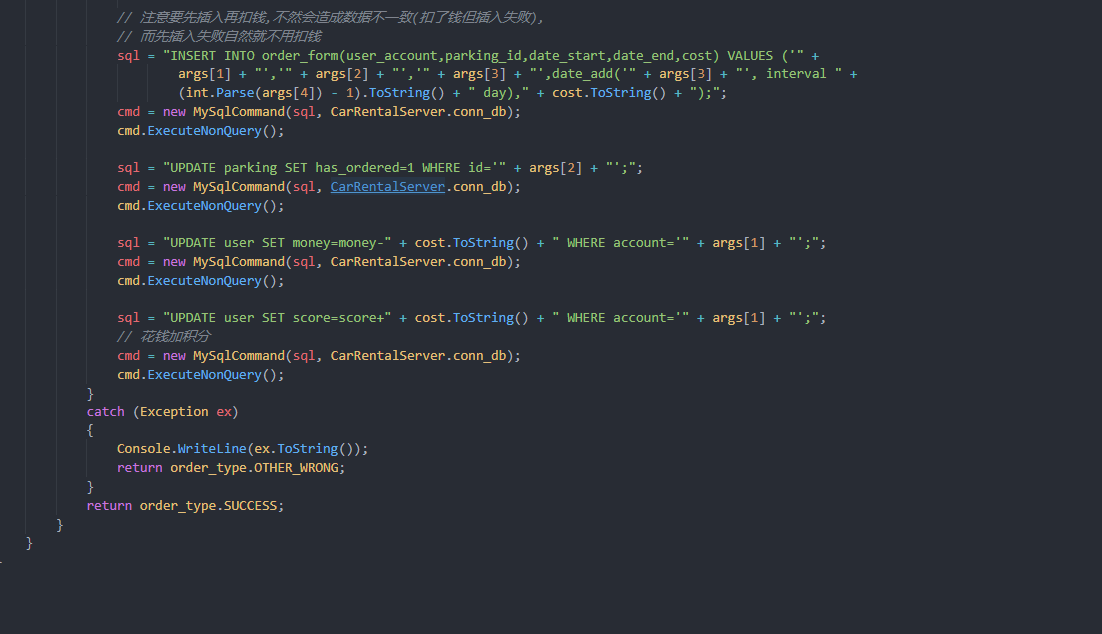 // 注意要先插入再扣钱,不然会造成数据不一致(扣了钱但插入失败),
// 而先插入失败自然就不用扣钱
sql = "INSERT INTO order_form(user_account,parking_id,date_start,date_end,cost) VALUES ('" +
args[1] + "','" + args[2] + "','" + args[3] + "',date_add('" + args[3] + "', interval " +
(int.Parse(args[4]) - 1).ToString() + " day)," + cost.ToString() + ");";
cmd = new MySqlCommand(sql, CarRentalServer.conn_db);
cmd.ExecuteNonQuery();
sql = "UPDATE parking SET has_ordered=1 WHERE id='" + args[2] + "';";
cmd = new MySqlCommand(sql, CarRentalServer.conn_db);
cmd.ExecuteNonQuery();
sql = "UPDATE user SET money=money-" + cost.ToString() + " WHERE account='" + args[1] + "';";
cmd = new MySqlCommand(sql, CarRentalServer.conn_db);
cmd.ExecuteNonQuery();
sql = "UPDATE user SET score=score+" + cost.ToString() + " WHERE account='" + args[1] + "';";
// 花钱加积分
cmd = new MySqlCommand(sql, CarRentalServer.conn_db);
cmd.ExecuteNonQuery();
}
catch (Exception ex)
{
Console.WriteLine(ex.ToString());
return order_type.OTHER_WRONG;
}
return order_type.SUCCESS;
}
}